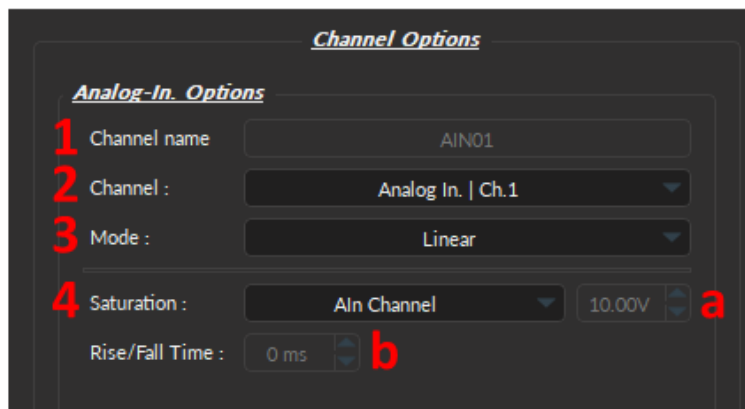 Channel Options
Analog-In. Options
1 Channel name AIN01
2 Channel : Analog In. | Ch.1
3 Mode : Linear
4 Saturation : AIn Channel 10.00V a
Rise/Fall Time : 0 ms b